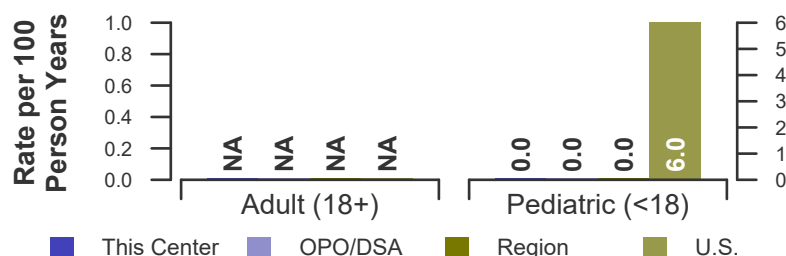 Rate per 100
Person Years
1.0
0.8
0.6
0.4
0.2
0.0
NA
NA
NA
NA
0.0
0.0
0.0
6.0
6
5
4
3
2
1
0
Adult (18+)
Pediatric (<18)
This Center
OPO/DSA
Region
U.S.